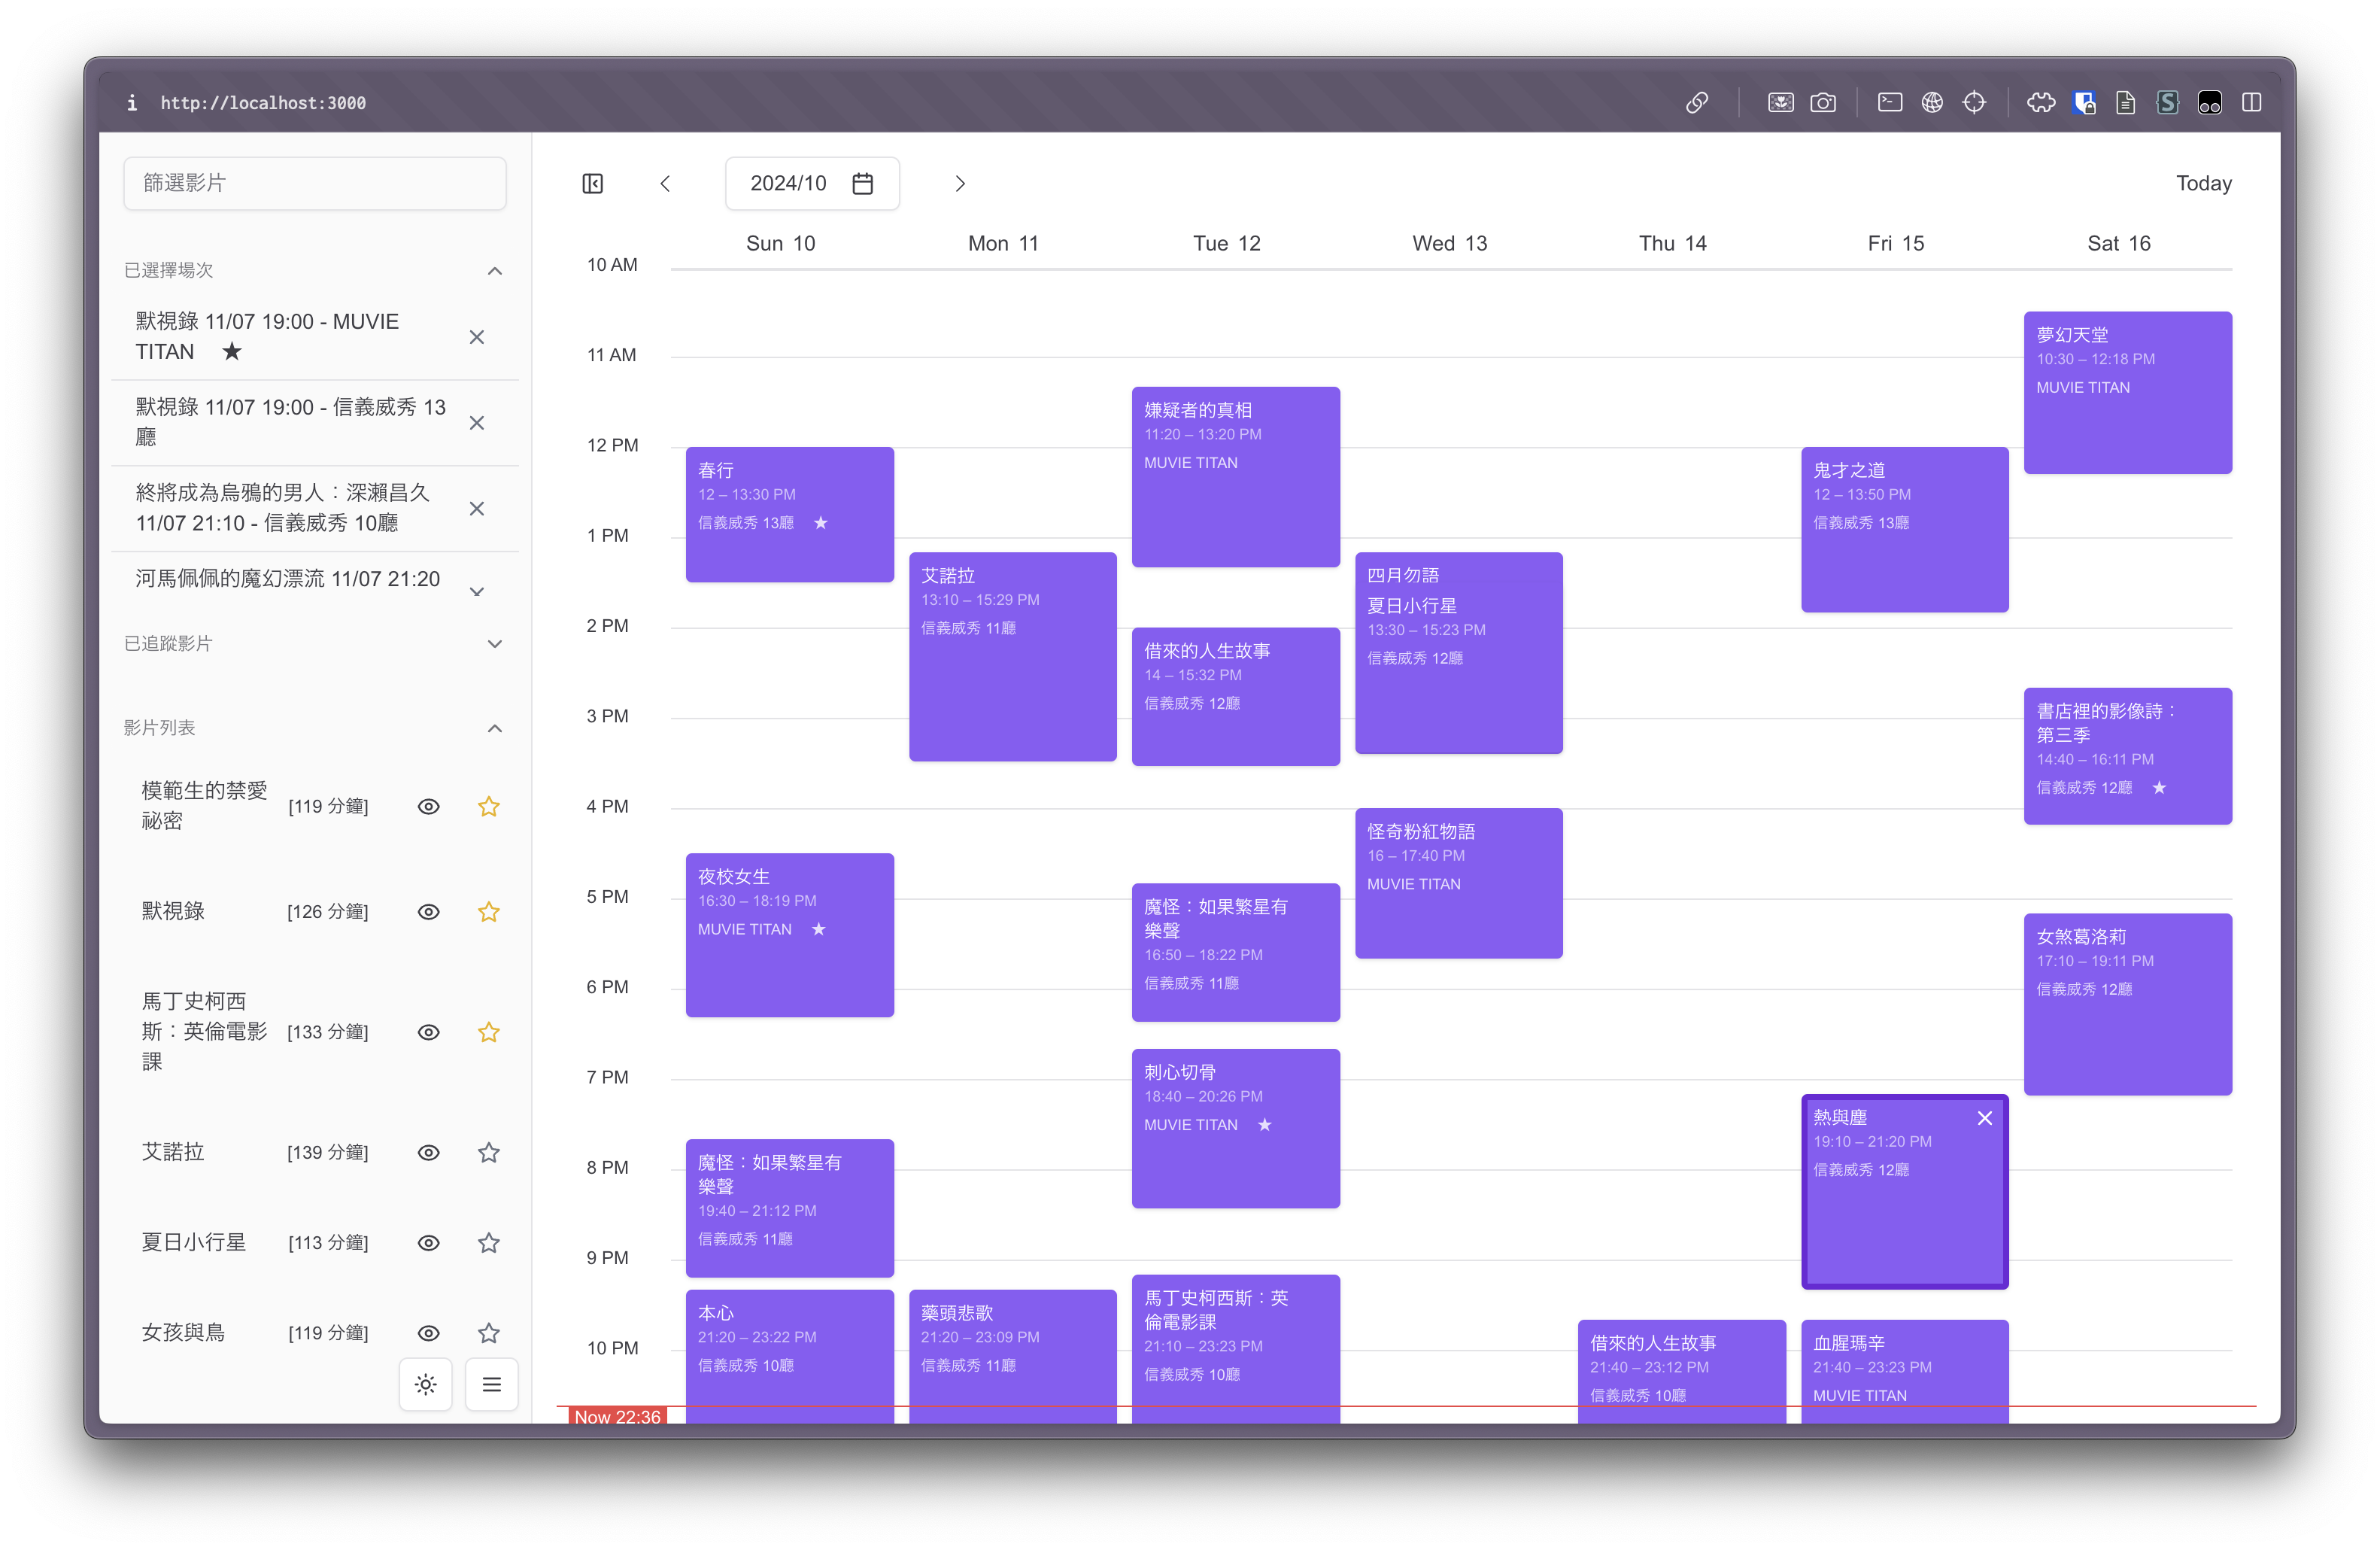 http://localhost:3000
篩選影片
已選擇場次
默視錄 11/07 19:00 - MUVIE
TITAN ★
默視錄 11/07 19:00 - 信義威秀 13
廳
終將成為烏鴉的男人：深瀨昌久
11/07 21:10 - 信義威秀 10廳
河馬佩佩的魔幻漂流 11/07 21:20
已追蹤影片
影片列表
模範生的禁愛
祕密
[119 分鐘]
默視錄
[126 分鐘]
馬丁史柯西
斯：英倫電影
課
[133 分鐘]
艾諾拉
[139 分鐘]
夏日小行星
[113 分鐘]
女孩與鳥
[119 分鐘]
2024/10
Today
Sun 10
Mon 11
Tue 12
Wed 13
Thu 14
Fri 15
Sat 16
10 AM
11 AM
12 PM
1 PM
2 PM
3 PM
4 PM
5 PM
6 PM
7 PM
8 PM
9 PM
10 PM
Now 22:36
春行
12 – 13:30 PM
信義威秀 13廳 ★
夜校女生
16:30 – 18:19 PM
MUVIE TITAN ★
魔怪：如果繁星有
樂聲
19:40 – 21:12 PM
信義威秀 11廳
本心
21:20 – 23:22 PM
信義威秀 10廳
艾諾拉
13:10 – 15:29 PM
信義威秀 11廳
藥頭悲歌
21:20 – 23:09 PM
信義威秀 11廳
嫌疑者的真相
11:20 – 13:20 PM
MUVIE TITAN
借來的人生故事
14 – 15:32 PM
信義威秀 12廳
魔怪：如果繁星有
樂聲
16:50 – 18:22 PM
信義威秀 11廳
刺心切骨
18:40 – 20:26 PM
MUVIE TITAN ★
馬丁史柯西斯：英
倫電影課
21:10 – 23:23 PM
信義威秀 10廳
四月勿語
夏日小行星
13:30 – 15:23 PM
信義威秀 12廳
怪奇粉紅物語
16 – 17:40 PM
MUVIE TITAN
借來的人生故事
21:40 – 23:12 PM
信義威秀 10廳
鬼才之道
12 – 13:50 PM
信義威秀 13廳
熱與塵
19:10 – 21:20 PM
信義威秀 12廳
血腥瑪辛
21:40 – 23:23 PM
MUVIE TITAN
夢幻天堂
10:30 – 12:18 PM
MUVIE TITAN
書店裡的影像詩：
第三季
14:40 – 16:11 PM
信義威秀 12廳 ★
女煞葛洛莉
17:10 – 19:11 PM
信義威秀 12廳